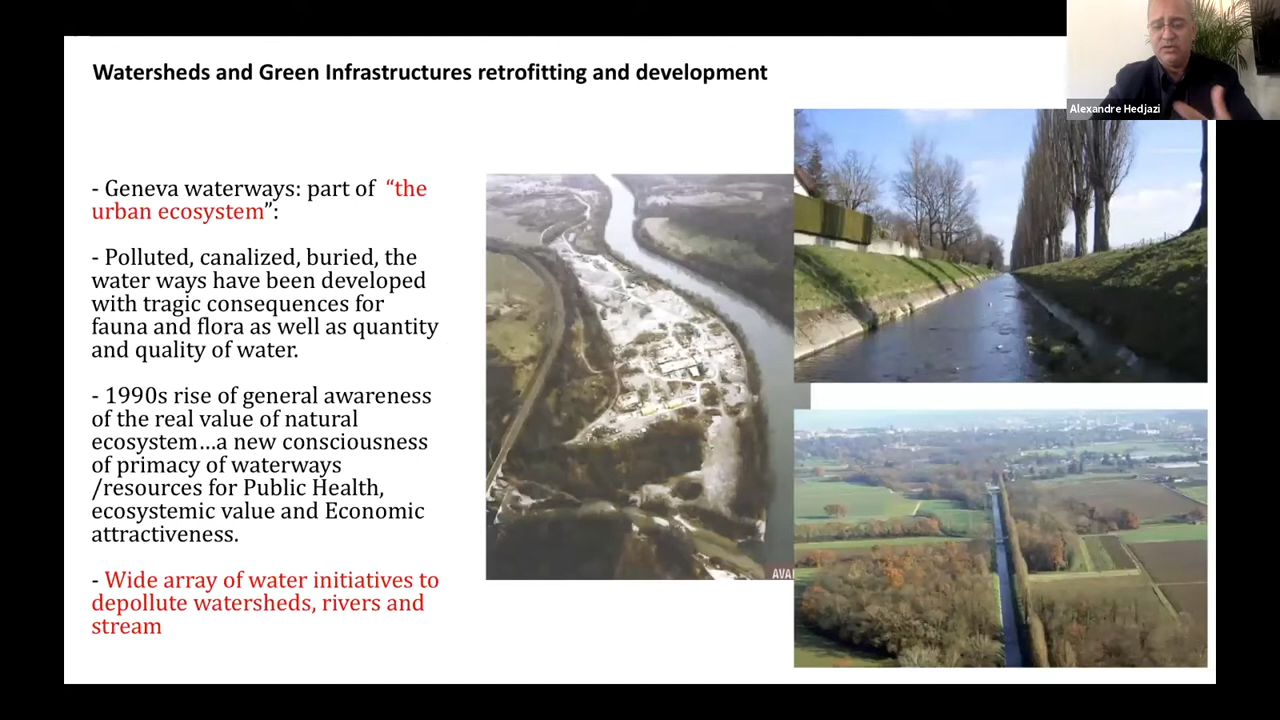 Watersheds and Green Infrastructures retrofitting and development
Alexandre Hedjazi
- Geneva waterways: part of “the
urban ecosystem”:
- Polluted, canalized, buried, the
water ways have been developed
with tragic consequences for
fauna and flora as well as quantity
and quality of water.
- 1990s rise of general awareness
of the real value of natural
ecosystem…a new consciousness
of primacy of waterways
/resources for Public Health,
ecosystemic value and Economic
attractiveness.
- Wide array of water initiatives to
depollute watersheds, rivers and
stream